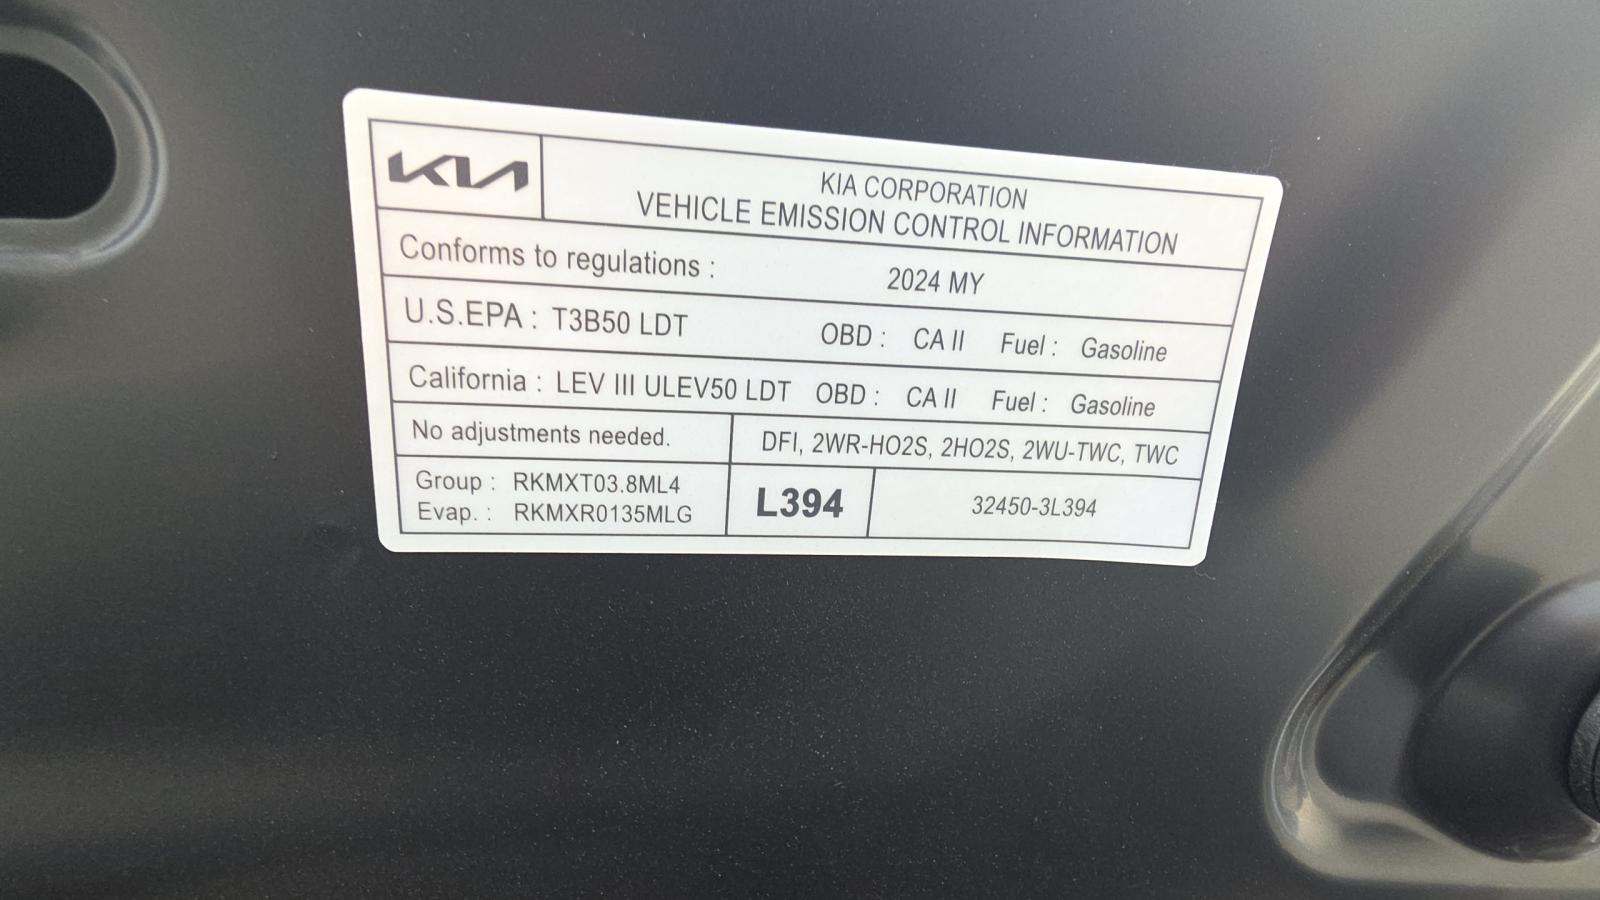 KIA
KIA CORPORATION
VEHICLE EMISSION CONTROL INFORMATION
Conforms to regulations : 2024 MY
U.S.EPA : T3B50 LDT OBD : CA II Fuel : Gasoline
California : LEV III ULEV50 LDT OBD : CA II Fuel : Gasoline
No adjustments needed. DFI, 2WR-HO2S, 2HO2S, 2WU-TWC, TWC
Group : RKMXT03.8ML4
Evap. : RKMXR0135MLG
L394 32450-3L394